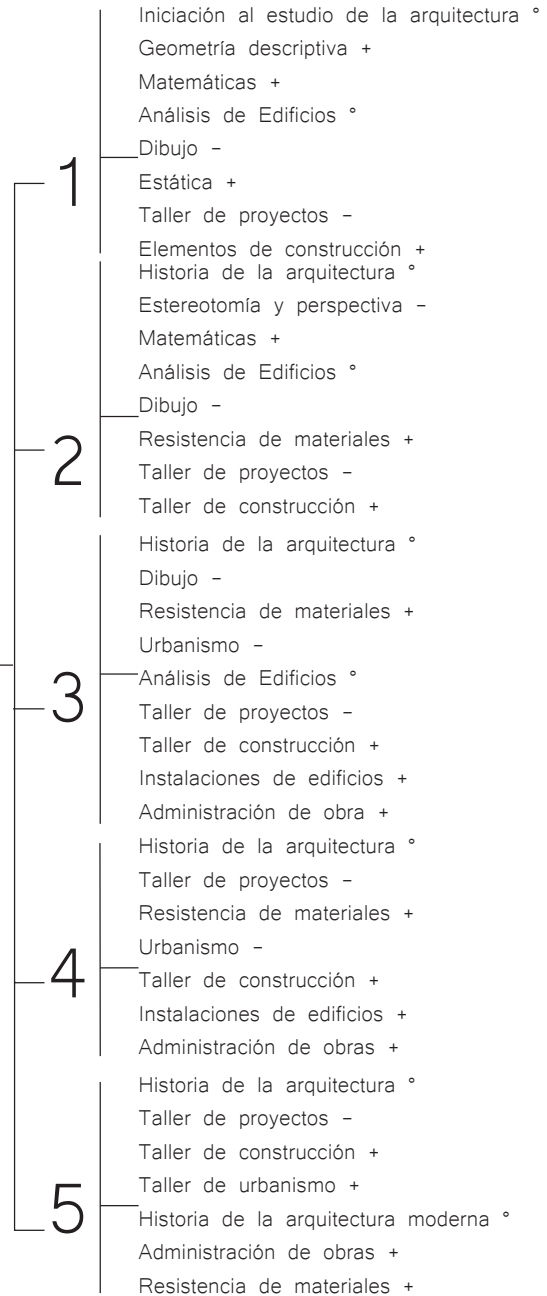 1
Iniciación al estudio de la arquitectura °
Geometría descriptiva +
Matemáticas +
Análisis de Edificios °
Dibujo –
Estática +
Taller de proyectos –
Elementos de construcción +
2
Historia de la arquitectura °
Estereotomía y perspectiva –
Matemáticas +
Análisis de Edificios °
Dibujo –
Resistencia de materiales +
Taller de proyectos –
Taller de construcción +
3
Historia de la arquitectura °
Dibujo –
Resistencia de materiales +
Urbanismo –
Análisis de Edificios °
Taller de proyectos –
Taller de construcción +
Instalaciones de edificios +
Administración de obra +
4
Historia de la arquitectura °
Taller de proyectos –
Resistencia de materiales +
Urbanismo –
Taller de construcción +
Instalaciones de edificios +
Administración de obras +
5
Historia de la arquitectura °
Taller de proyectos –
Taller de construcción +
Taller de urbanismo +
Historia de la arquitectura moderna °
Administración de obras +
Resistencia de materiales +